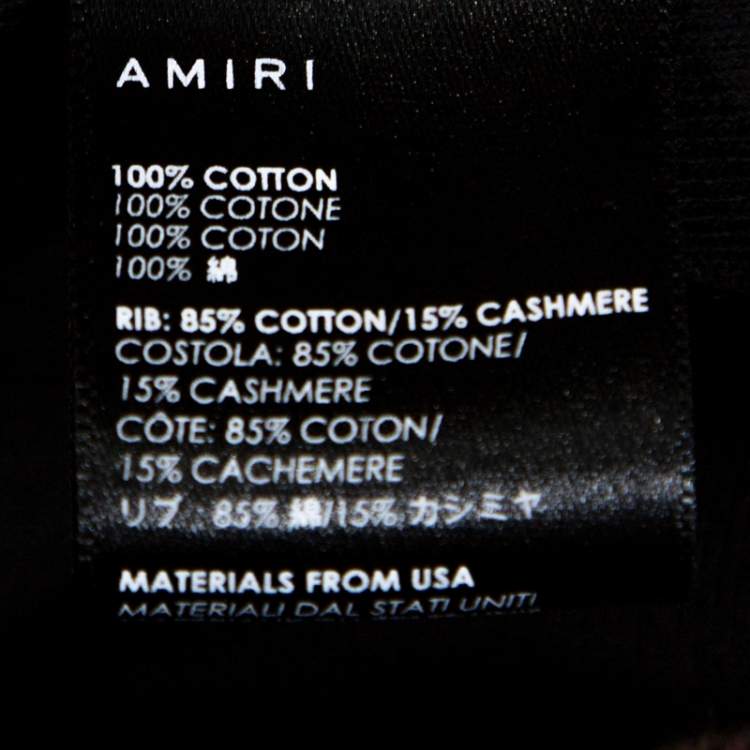 AMIRI
100% COTTON
100% COTONE
100% COTON
100% 綿
RIB: 85% COTTON/15% CASHMERE
COSTOLA: 85% COTONE/
15% CASHMERE
CÔTE: 85% COTON/
15% CACHEMERE
リブ : 85% 綿/15% カシミヤ
MATERIALS FROM USA
MATERIALI DAL STATI UNITI